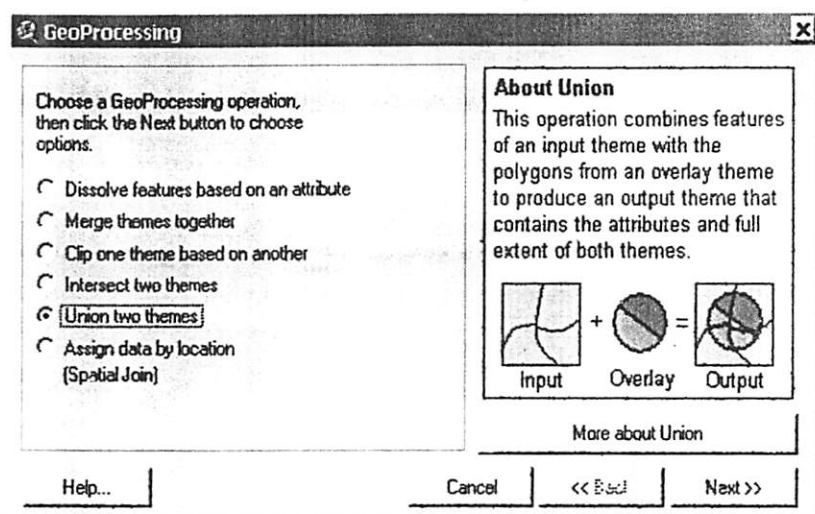 GeoProcessing
Choose a GeoProcessing operation,
then click the Next button to choose
options.
Dissolve features based on an attribute
Merge themes together
Clip one theme based on another
Intersect two themes
Union two themes
Assign data by location
(Spatial Join)
About Union
This operation combines features
of an input theme with the
polygons from an overlay theme
to produce an output theme that
contains the attributes and full
extent of both themes.
+ =
Input Overlay Output
More about Union
Help... Cancel << Back Next >>